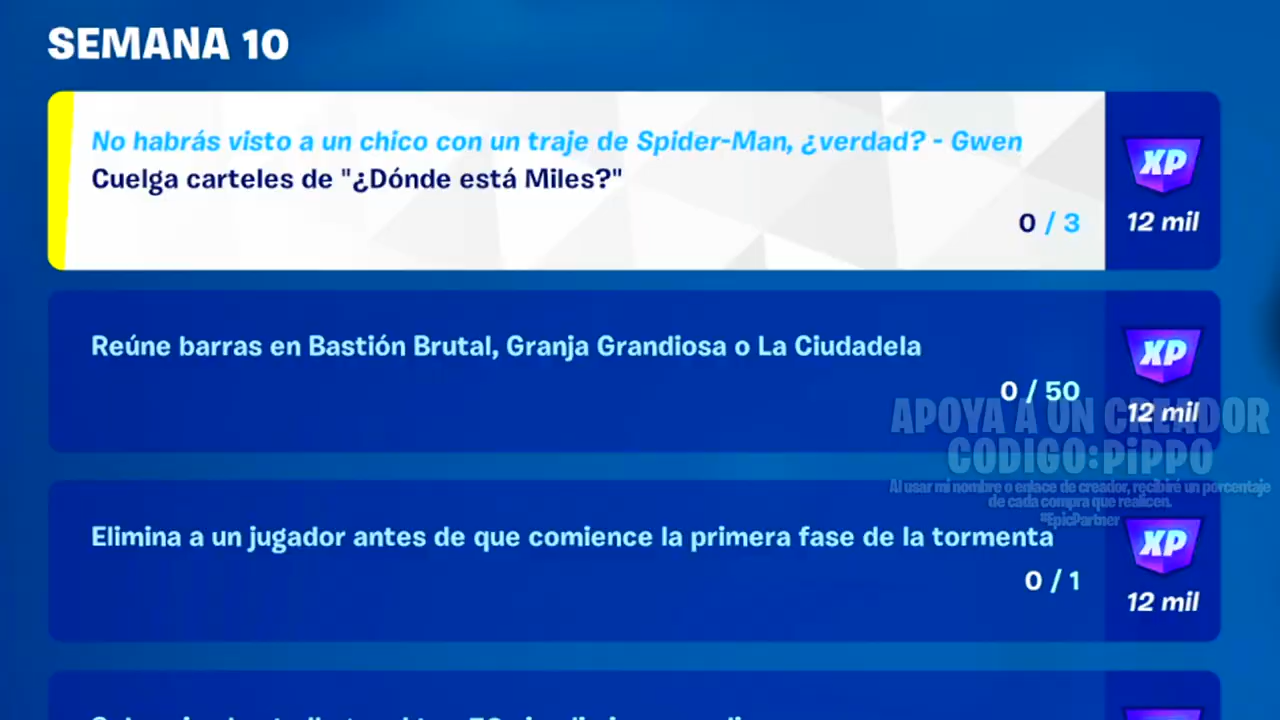 SEMANA 10
No habrás visto a un chico con un traje de Spider-Man, ¿verdad? - Gwen
Cuelga carteles de "¿Dónde está Miles?"
0 / 3
XP
12 mil
Reúne barras en Bastión Brutal, Granja Grandiosa o La Ciudadela
0 / 50
XP
12 mil
APOYA A UN CREADOR
CODIGO:PiPPO
Al usar mi nombre o enlace de creador, recibiré un porcentaje
de cada compra que realicen.
#EpicPartner
Elimina a un jugador antes de que comience la primera fase de la tormenta
0 / 1
XP
12 mil